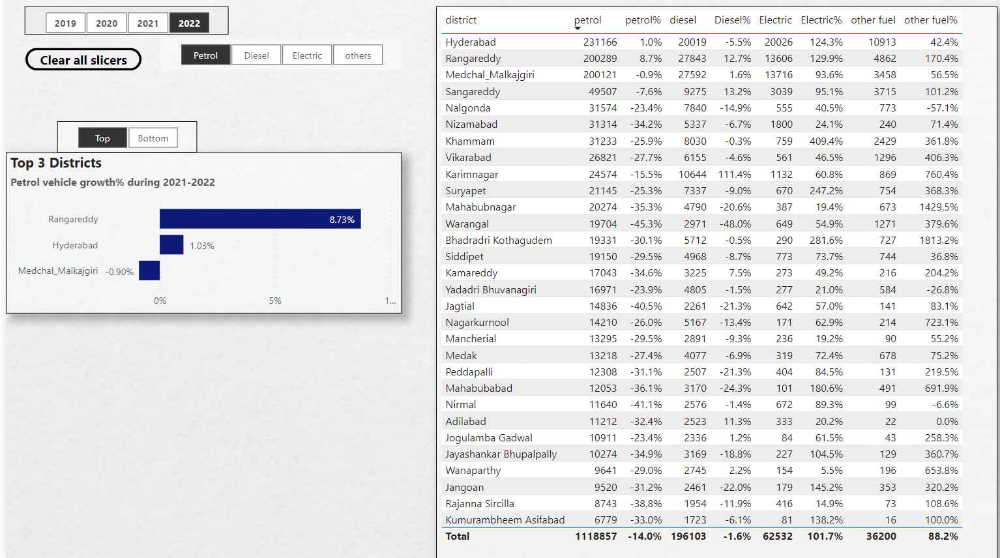 2019 2020 2021 2022
Clear all slicers
Petrol Diesel Electric others
Top Bottom
Top 3 Districts
Petrol vehicle growth% during 2021-2022
Rangareddy 8.73%
Hyderabad 1.03%
Medchal_Malkajgiri -0.90%
0% 5% 1...
district petrol petrol% diesel Diesel% Electric Electric% other fuel other fuel%
Hyderabad 231166 1.0% 20019 -5.5% 20026 124.3% 10913 42.4%
Rangareddy 200289 8.7% 27843 12.7% 13606 129.9% 4862 170.4%
Medchal_Malkajgiri 200121 -0.9% 27592 1.6% 13716 93.6% 3458 56.5%
Sangareddy 49507 -7.6% 9275 13.2% 3039 95.1% 3715 101.2%
Nalgonda 31574 -23.4% 7840 -14.9% 555 40.5% 773 -57.1%
Nizamabad 31314 -34.2% 5337 -6.7% 1800 24.1% 240 71.4%
Khammam 31233 -25.9% 8030 -0.3% 759 409.4% 2429 361.8%
Vikarabad 26821 -27.7% 6155 -4.6% 561 46.5% 1296 406.3%
Karimnagar 24574 -15.5% 10644 111.4% 1132 60.8% 869 760.4%
Suryapet 21145 -25.3% 7337 -9.0% 670 247.2% 754 368.3%
Mahabubnagar 20274 -35.3% 4790 -20.6% 387 19.4% 673 1429.5%
Warangal 19704 -45.3% 2971 -48.0% 649 54.9% 1271 379.6%
Bhadradri Kothagudem 19331 -30.1% 5712 -0.5% 290 281.6% 727 1813.2%
Siddipet 19150 -29.5% 4968 -8.7% 773 73.7% 744 36.8%
Kamareddy 17043 -34.6% 3225 7.5% 273 49.2% 216 204.2%
Yadadri Bhuvanagiri 16971 -23.9% 4805 -1.5% 277 21.0% 584 -26.8%
Jagtial 14836 -40.5% 2261 -21.3% 642 57.0% 141 83.1%
Nagarkurnool 14210 -26.0% 5167 -13.4% 171 62.9% 214 723.1%
Mancherial 13295 -29.5% 2891 -9.3% 236 19.2% 90 55.2%
Medak 13218 -27.4% 4077 -6.9% 319 72.4% 678 75.2%
Peddapalli 12308 -31.1% 2507 -21.3% 404 84.5% 131 219.5%
Mahabubabad 12053 -36.1% 3170 -24.3% 101 180.6% 491 691.9%
Nirmal 11640 -41.1% 2576 -1.4% 672 89.3% 99 -6.6%
Adilabad 11212 -32.4% 2523 11.3% 333 20.2% 22 0.0%
Jogulamba Gadwal 10911 -23.4% 2336 1.2% 84 61.5% 43 258.3%
Jayashankar Bhupalpally 10274 -34.9% 3169 -18.8% 227 104.5% 129 360.7%
Wanaparthy 9641 -29.0% 2745 2.2% 154 5.5% 196 653.8%
Jangoan 9520 -31.2% 2461 -22.0% 179 145.2% 353 320.2%
Rajanna Sircilla 8743 -38.8% 1954 -11.9% 416 14.9% 73 108.6%
Kumurambheem Asifabad 6779 -33.0% 1723 -6.1% 81 138.2% 16 100.0%
Total 1118857 -14.0% 196103 -1.6% 62532 101.7% 36200 88.2%